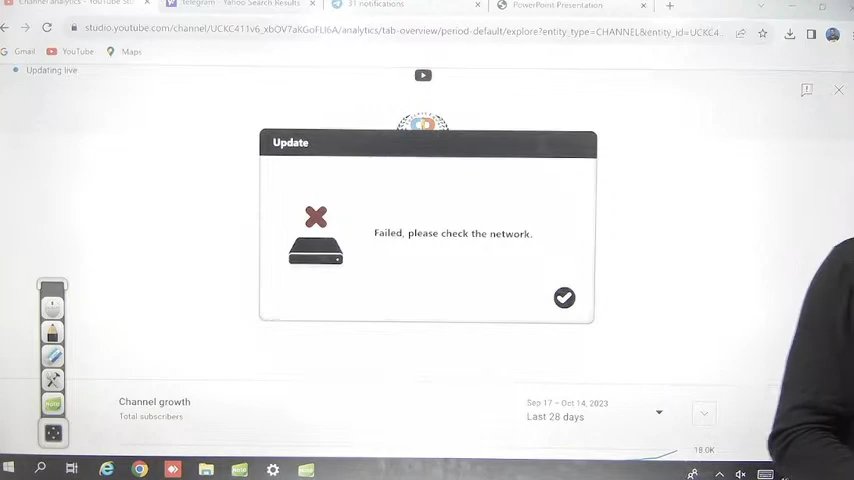 Channel analytics - YouTube Stu
telegram - Yahoo Search Results
31 notifications
PowerPoint Presentation
studio.youtube.com/channel/UCKC411v6_xbOV7aKGoFLI6A/analytics/tab-overview/period-default/explore?entity_type=CHANNEL&entity_id=UCKC4...
Gmail
YouTube
Maps
Updating live
Update
Failed, please check the network.
Channel growth
Total subscribers
Sep 17 – Oct 14, 2023
Last 28 days
18.0K